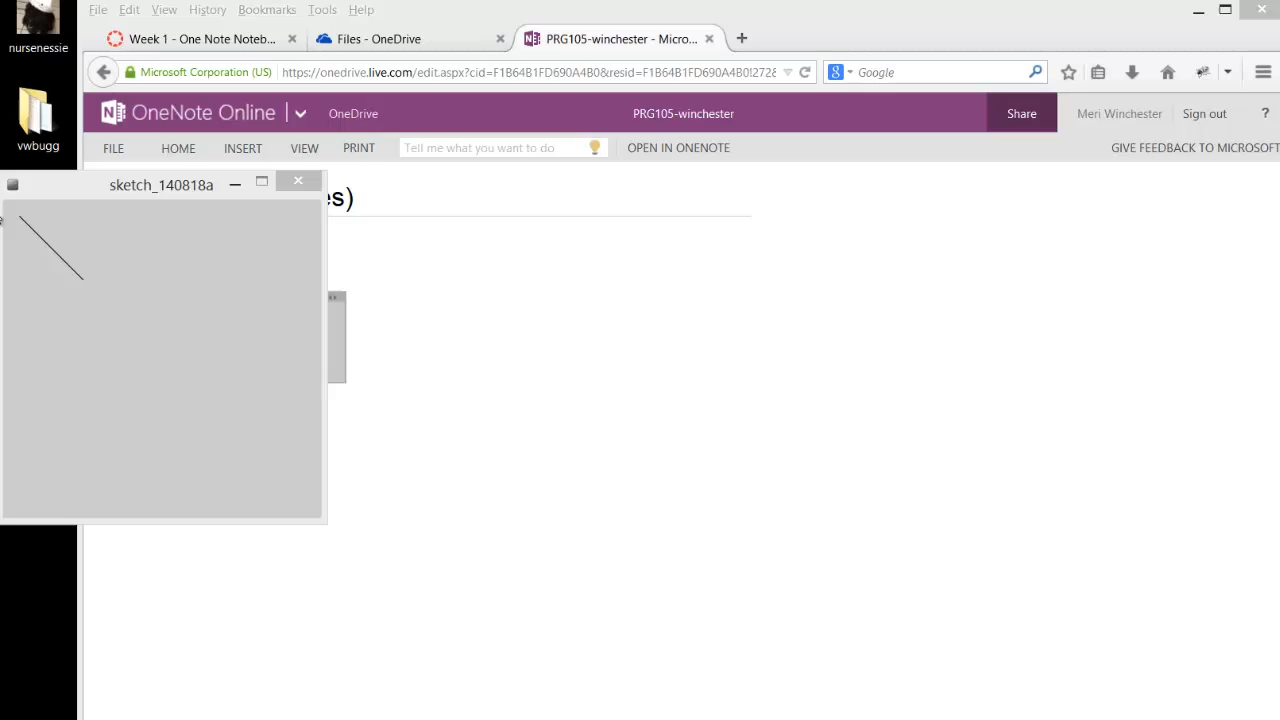 nursenessie
vwbugg
File Edit View History Bookmarks Tools Help
Week 1 - One Note Noteb... Files - OneDrive PRG105-winchester - Micro...
Microsoft Corporation (US) https://onedrive.live.com/edit.aspx?cid=F1B64B1FD690A4B0&resid=F1B64B1FD690A4B0!2728 Google
OneNote Online OneDrive PRG105-winchester Share Meri Winchester Sign out ?
FILE HOME INSERT VIEW PRINT Tell me what you want to do OPEN IN ONENOTE GIVE FEEDBACK TO MICROSOFT
sketch_140818a
es)